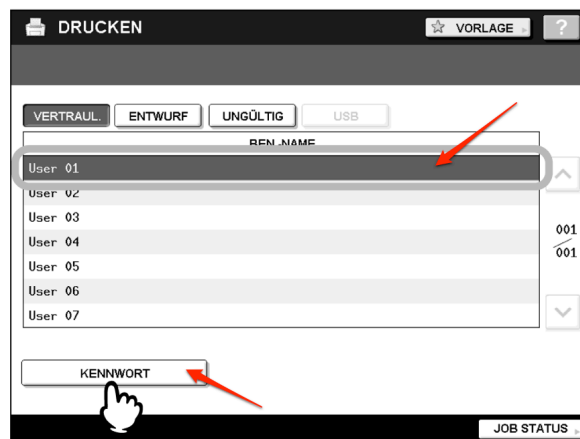 DRUCKEN
VORLAGE
?
VERTRAUL. ENTWURF UNGÜLTIG USB
BEN.-NAME
User 01
User 02
User 03
User 04
User 05
User 06
User 07
001
001
KENNWORT
JOB STATUS